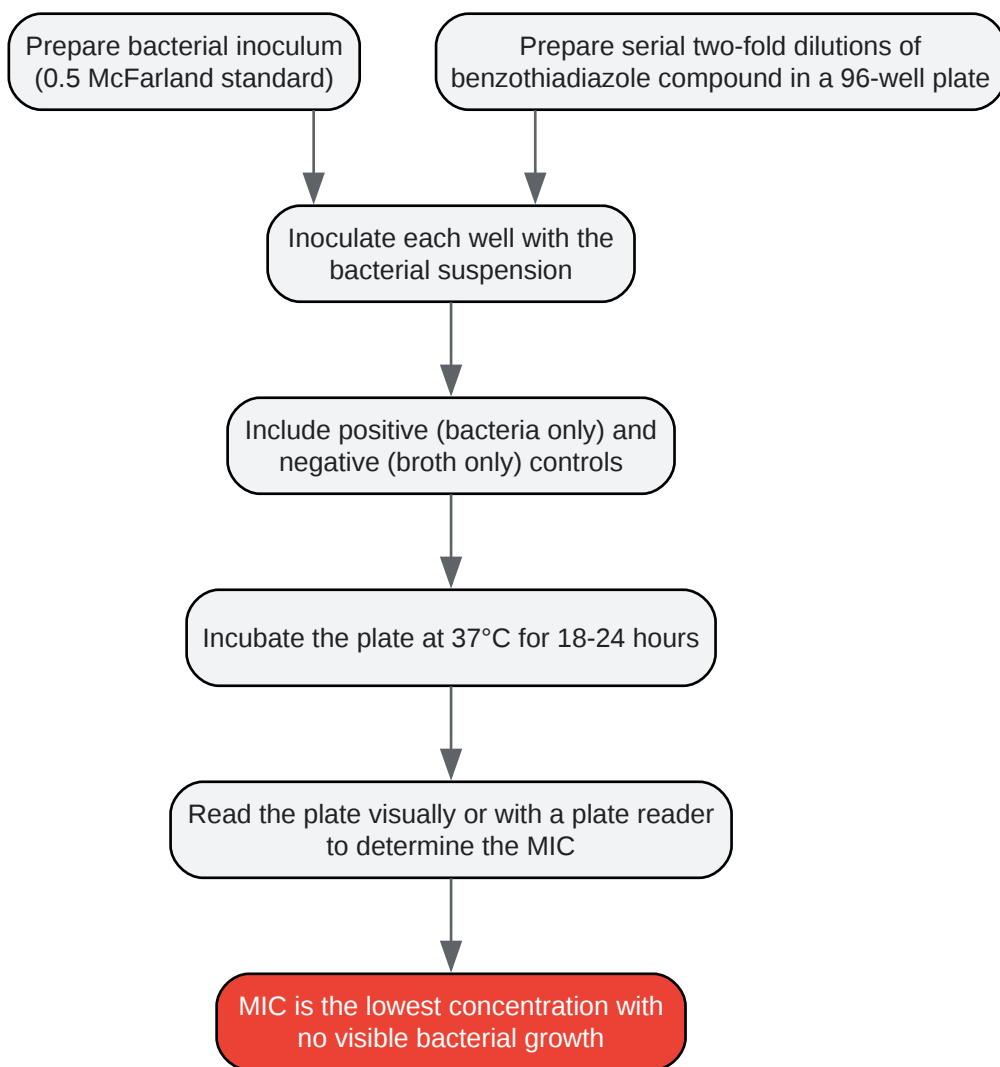 Prepare bacterial inoculum
(0.5 McFarland standard)
Prepare serial two-fold dilutions of
benzothiadiazole compound in a 96-well plate
Inoculate each well with the
bacterial suspension
Include positive (bacteria only) and
negative (broth only) controls
Incubate the plate at 37°C for 18-24 hours
Read the plate visually or with a plate reader
to determine the MIC
MIC is the lowest concentration with
no visible bacterial growth